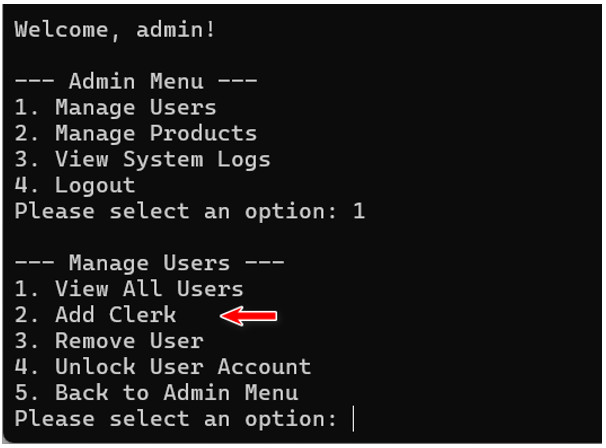 Welcome, admin!
--- Admin Menu ---
1. Manage Users
2. Manage Products
3. View System Logs
4. Logout
Please select an option: 1
--- Manage Users ---
1. View All Users
2. Add Clerk
3. Remove User
4. Unlock User Account
5. Back to Admin Menu
Please select an option: